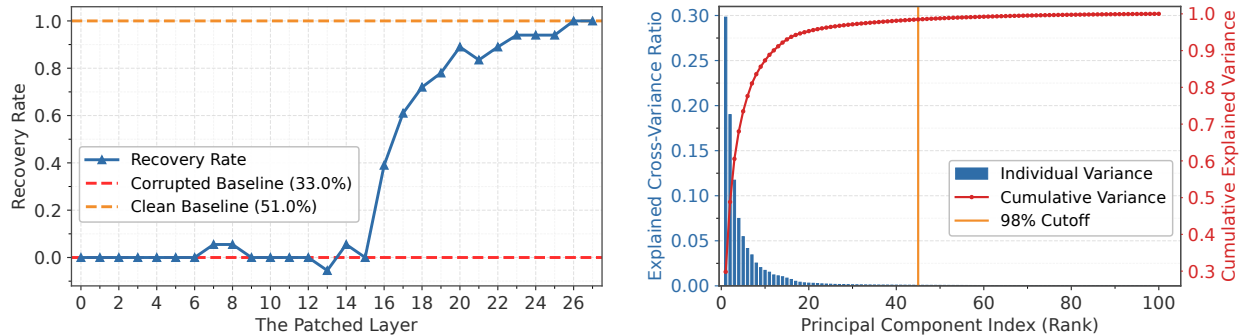 1.0
0.8
0.6
0.4
0.2
0.0
Recovery Rate
Recovery Rate
Corrupted Baseline (33.0%)
Clean Baseline (51.0%)
0 2 4 6 8 10 12 14 16 18 20 22 24 26
The Patched Layer
0.30
0.25
0.20
0.15
0.10
0.05
0.00
Explained Cross-Variance Ratio
Individual Variance
Cumulative Variance
98% Cutoff
0 20 40 60 80 100
Principal Component Index (Rank)
1.0
0.9
0.8
0.7
0.6
0.5
0.4
0.3
Cumulative Explained Variance